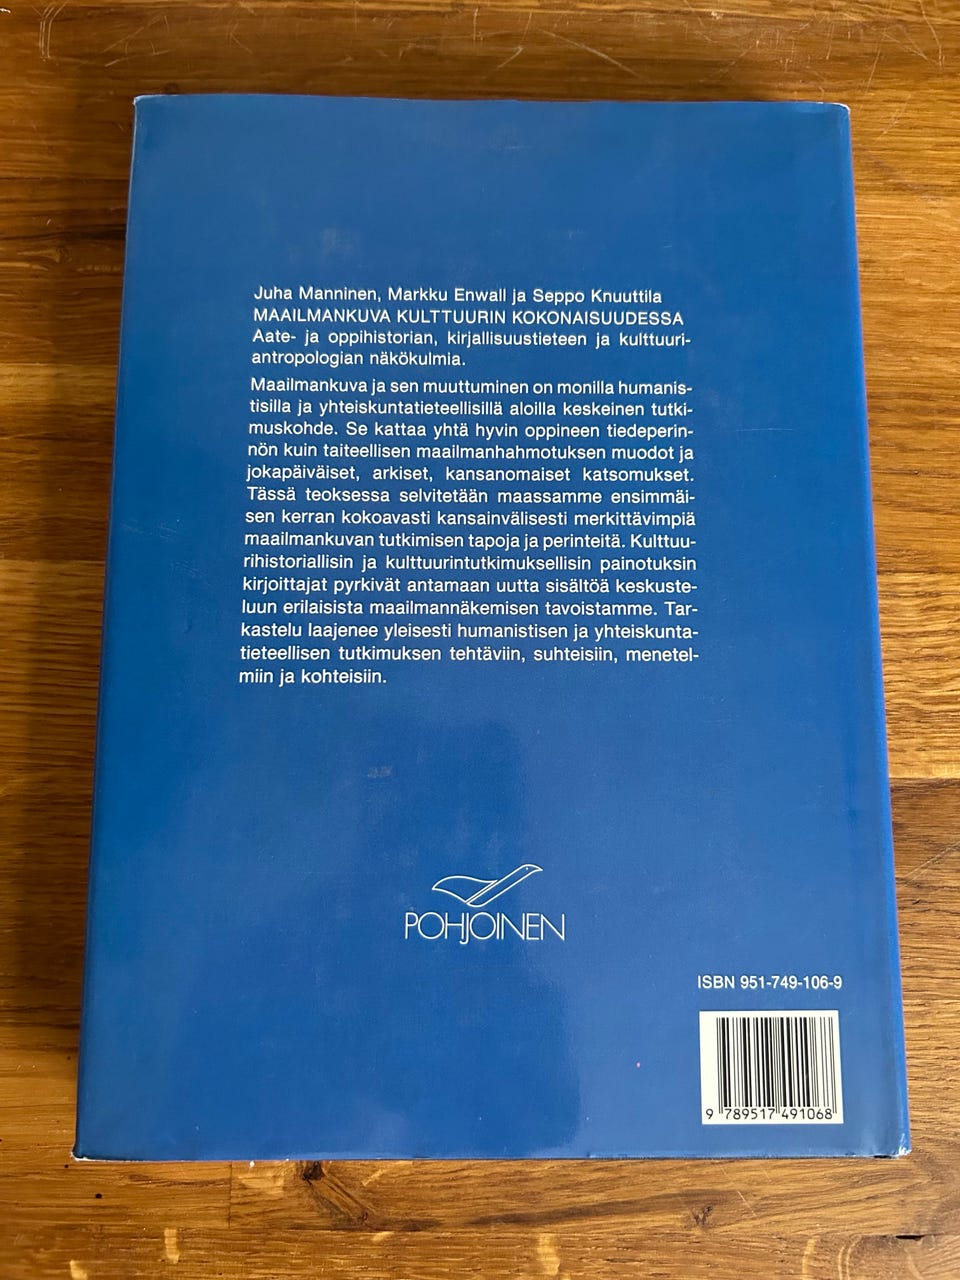 Juha Manninen, Markku Enwall ja Seppo Knuuttila
MAAILMANKUVA KULTTUURIN KOKONAISUUDESSA
Aate- ja oppihistorian, kirjallisuustieteen ja kulttuuri-
antropologian näkökulmia.
Maailmankuva ja sen muuttuminen on monilla humanis-
tisilla ja yhteiskuntatieteellisillä aloilla keskeinen tutki-
muskohde. Se kattaa yhtä hyvin oppineen tiedeperin-
nön kuin taiteellisen maailmanhahmotuksen muodot ja
jokapäiväiset, arkiset, kansanomaiset katsomukset.
Tässä teoksessa selvitetään maassamme ensimmäi-
sen kerran kokoavasti kansainvälisesti merkittävimpiä
maailmankuvan tutkimisen tapoja ja perinteitä. Kulttuu-
rihistoriallisin ja kulttuurintutkimuksellisin painotuksin
kirjoittajat pyrkivät antamaan uutta sisältöä keskuste-
luun erilaisista maailmannäkemisen tavoistamme. Tar-
kastelu laajenee yleisesti humanistisen ja yhteiskunta-
tieteellisen tutkimuksen tehtäviin, suhteisiin, menetel-
miin ja kohteisiin.
POHJOINEN
ISBN 951-749-106-9
9 789517 491068